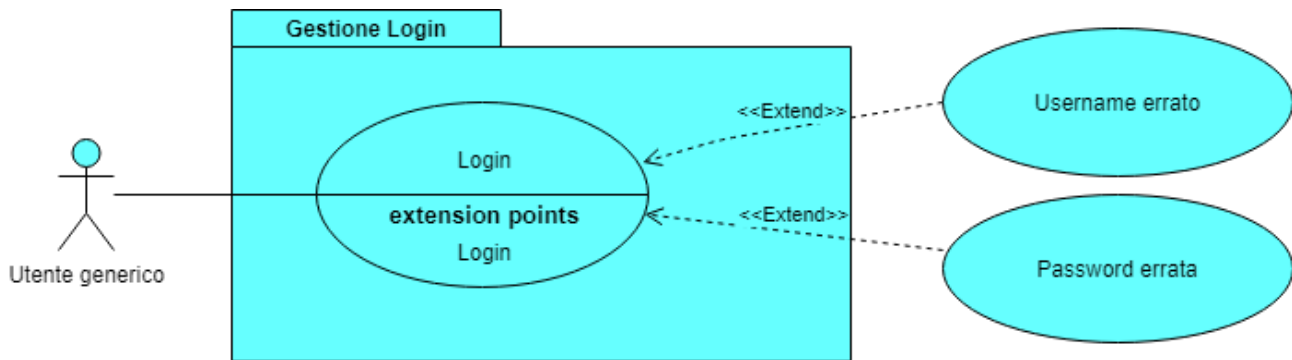 Gestione Login
<<Extend>>
Username errato
Login
extension points
Login
<<Extend>>
Password errata
Utente generico